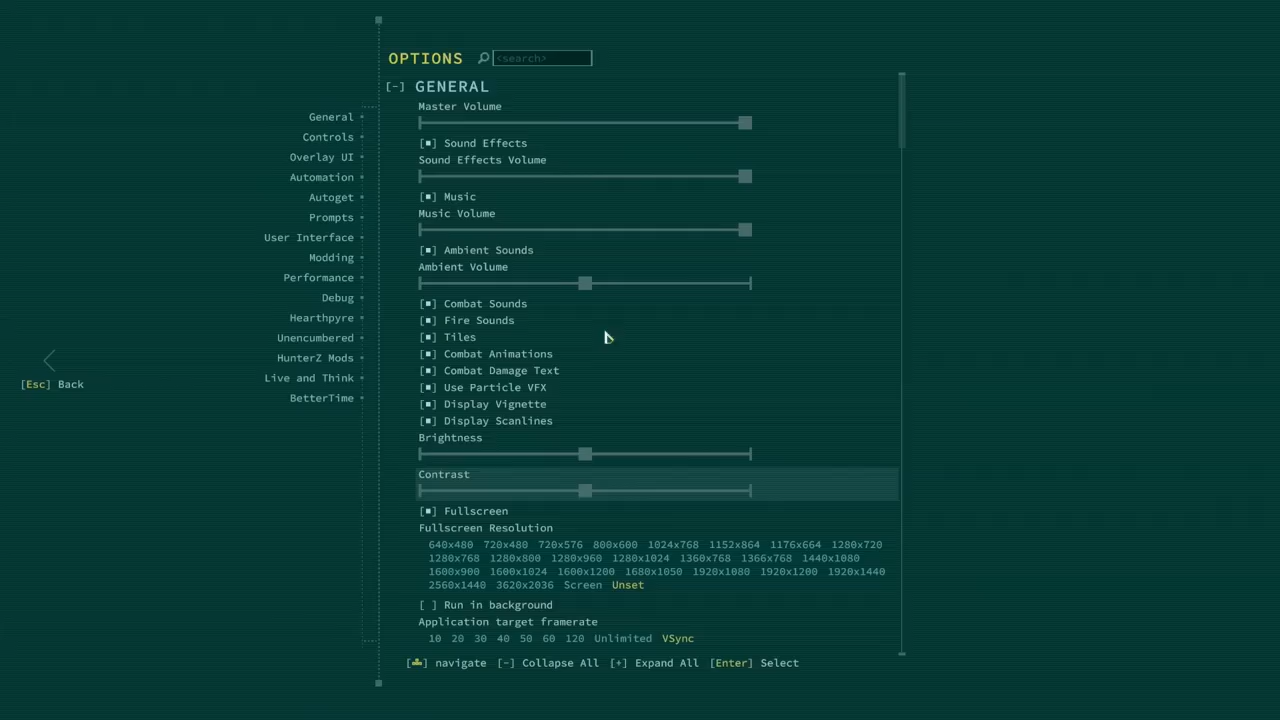 OPTIONS <search>
[-] GENERAL
Master Volume
[■] Sound Effects
Sound Effects Volume
[■] Music
Music Volume
[■] Ambient Sounds
Ambient Volume
[■] Combat Sounds
[■] Fire Sounds
[■] Tiles
[■] Combat Animations
[■] Combat Damage Text
[■] Use Particle VFX
[■] Display Vignette
[■] Display Scanlines
Brightness
Contrast
[■] Fullscreen
Fullscreen Resolution
640x480 720x480 720x576 800x600 1024x768 1152x864 1176x664 1280x720
1280x768 1280x800 1280x960 1280x1024 1360x768 1366x768 1440x1080
1600x900 1600x1024 1600x1200 1680x1050 1920x1080 1920x1200 1920x1440
2560x1440 3620x2036 Screen Unset
[ ] Run in background
Application target framerate
10 20 30 40 50 60 120 Unlimited VSync
General
Controls
Overlay UI
Automation
Autoget
Prompts
User Interface
Modding
Performance
Debug
Hearthpyre
Unencumbered
HunterZ Mods
Live and Think
BetterTime
[Esc] Back
[♣] navigate [-] Collapse All [+] Expand All [Enter] Select